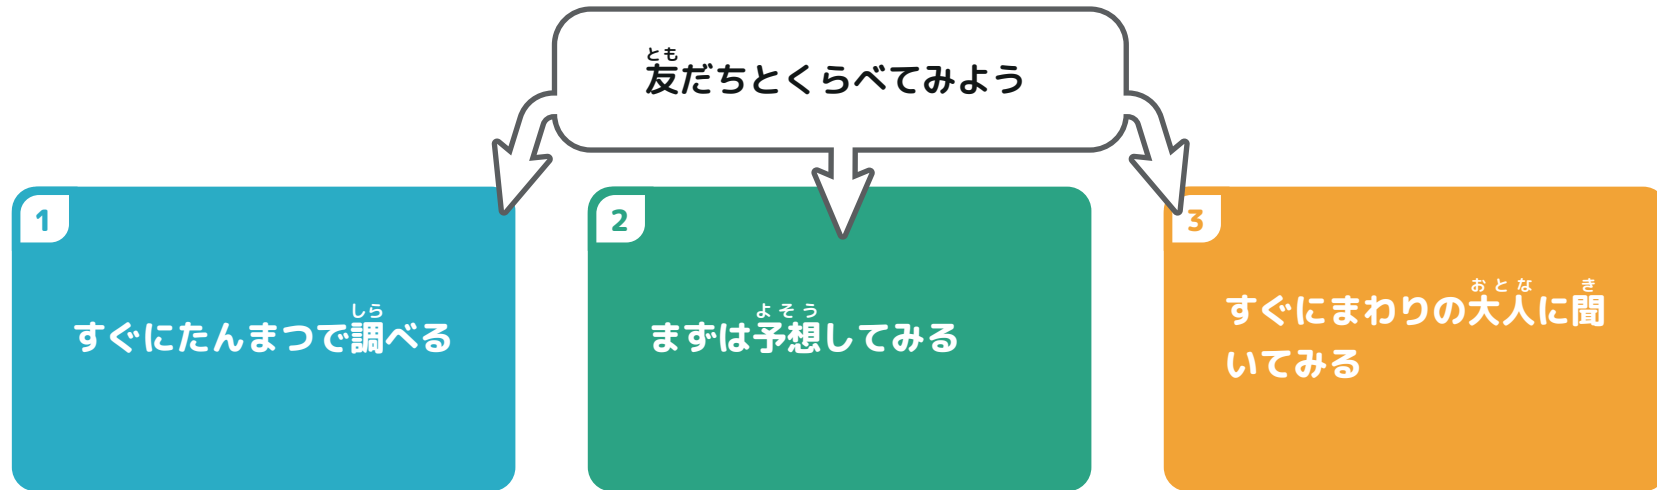 友だちとくらべてみよう
とも
1
すぐにたんまつで調べる
しら
2
まずは予想してみる
よそう
3
すぐにまわりの大人に聞
おとな
き
いてみる